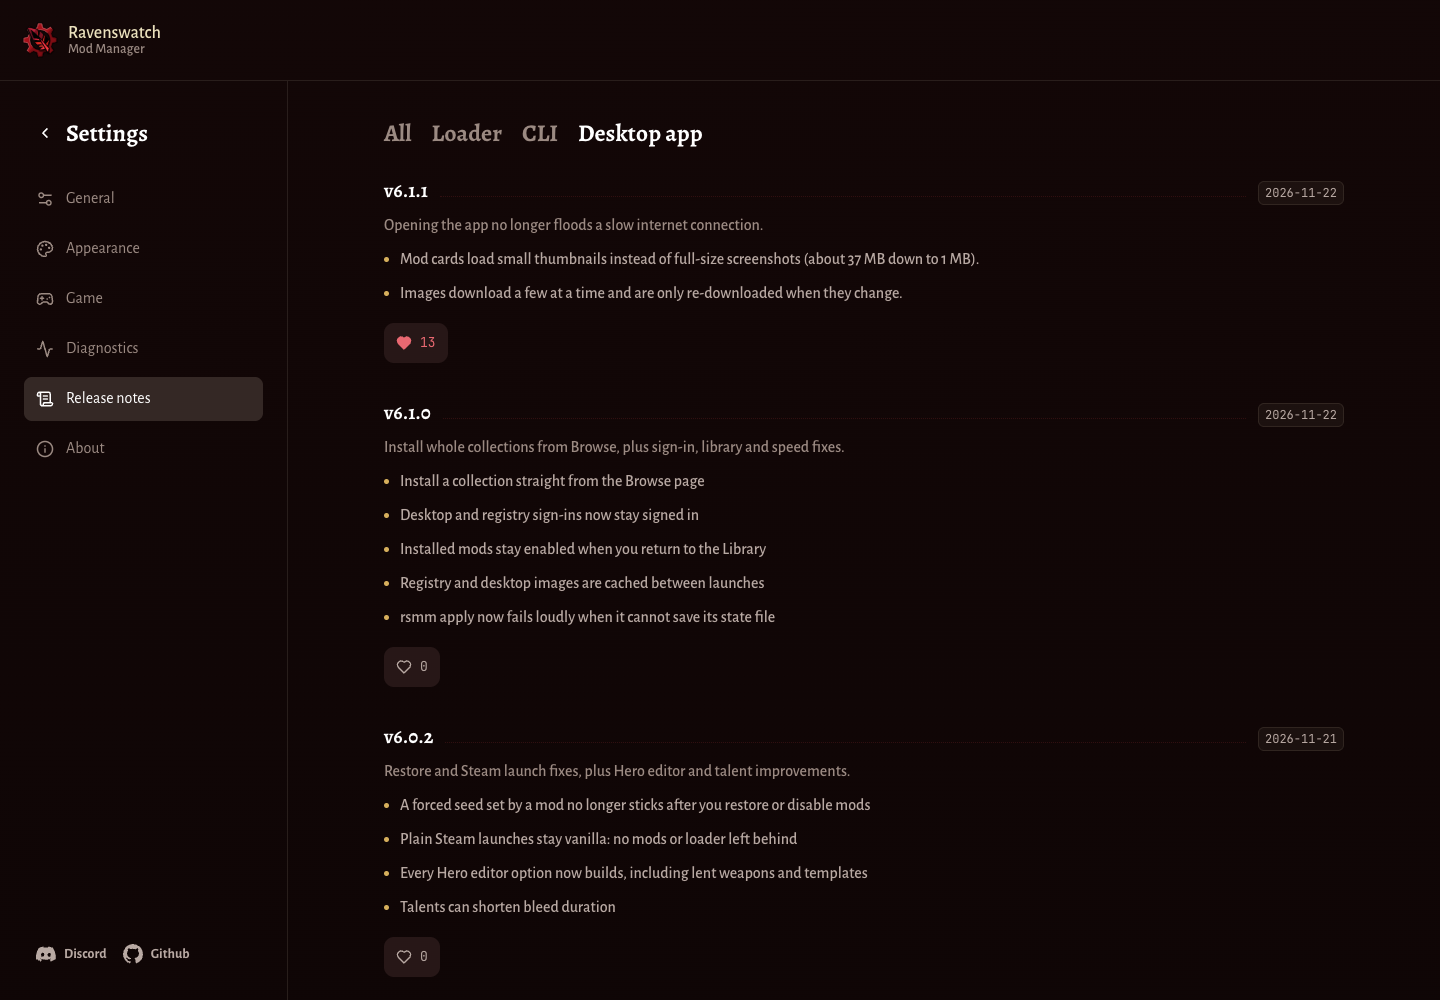 Ravenswatch
Mod Manager
Settings
General
Appearance
Game
Diagnostics
Release notes
About
Discord Github
All Loader CLI Desktop app
v6.1.1 2026-11-22
Opening the app no longer floods a slow internet connection.
Mod cards load small thumbnails instead of full-size screenshots (about 37 MB down to 1 MB).
Images download a few at a time and are only re-downloaded when they change.
13
v6.1.0 2026-11-22
Install whole collections from Browse, plus sign-in, library and speed fixes.
Install a collection straight from the Browse page
Desktop and registry sign-ins now stay signed in
Installed mods stay enabled when you return to the Library
Registry and desktop images are cached between launches
rsmm apply now fails loudly when it cannot save its state file
0
v6.0.2 2026-11-21
Restore and Steam launch fixes, plus Hero editor and talent improvements.
A forced seed set by a mod no longer sticks after you restore or disable mods
Plain Steam launches stay vanilla: no mods or loader left behind
Every Hero editor option now builds, including lent weapons and templates
Talents can shorten bleed duration
0